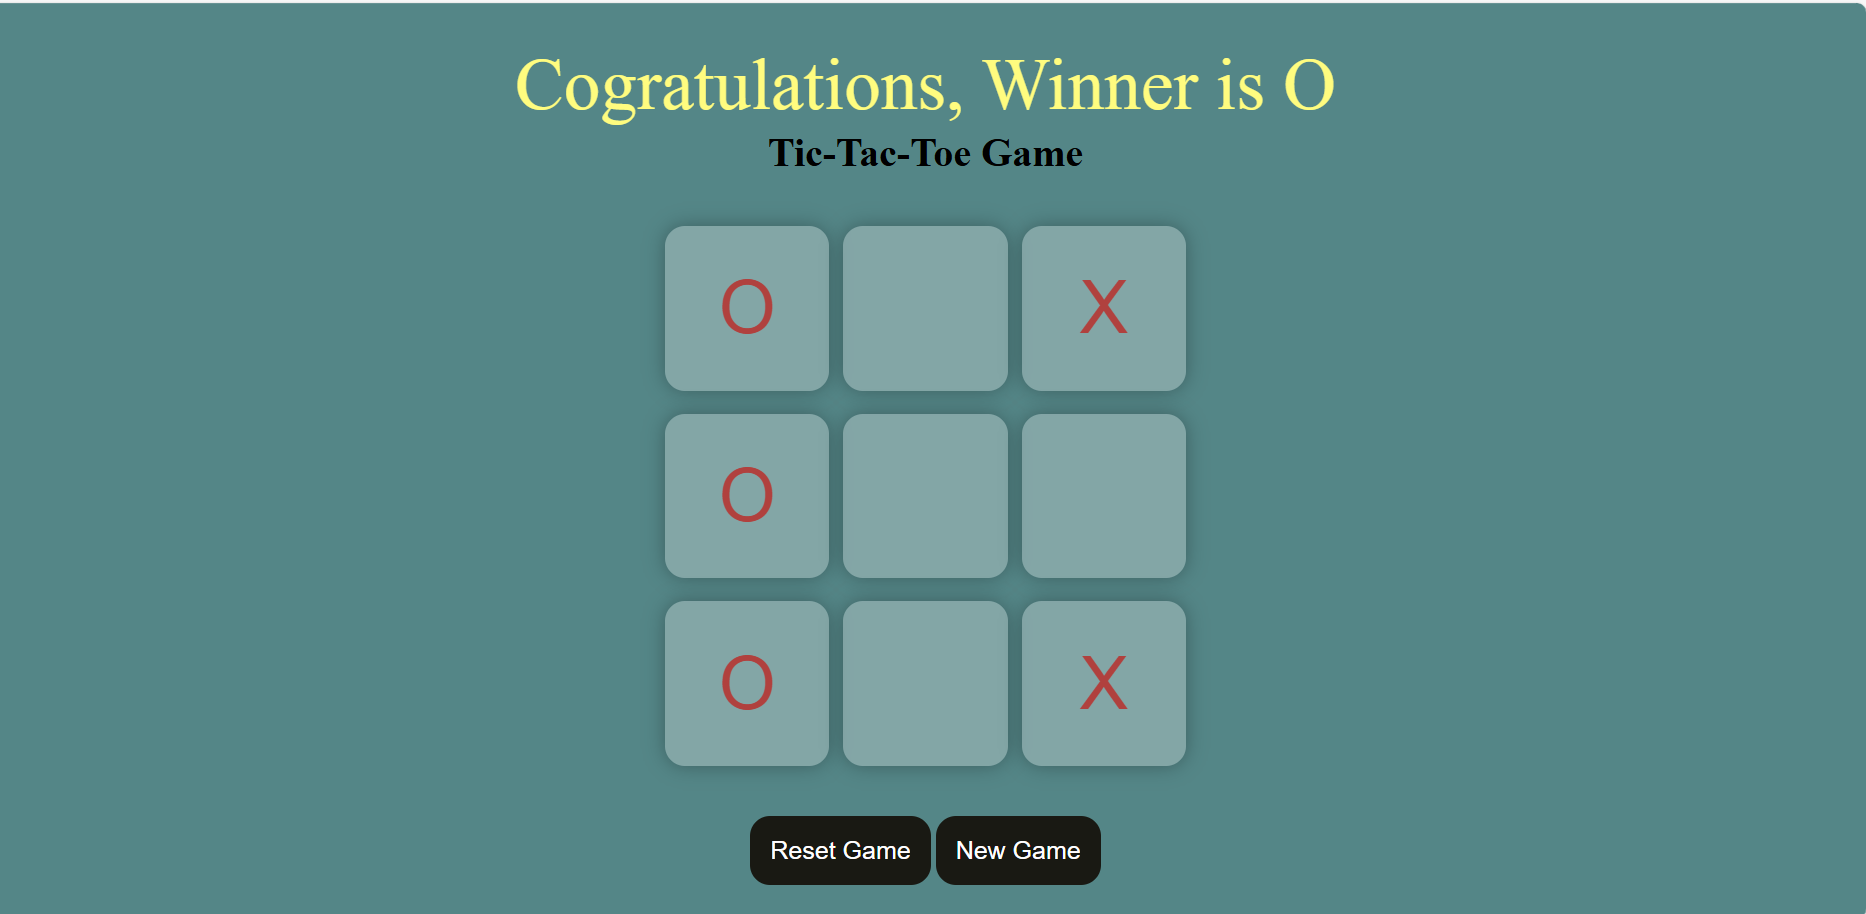 Cogratulations, Winner is O
Tic-Tac-Toe Game
O X
O
O X
Reset Game New Game